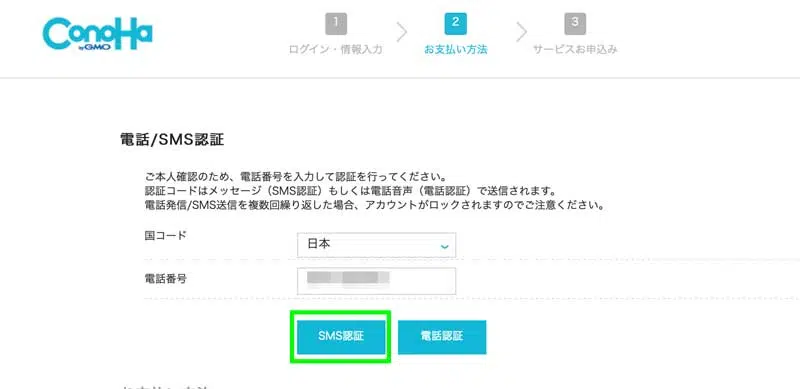 ConoHa
by GMO
1
2
3
ログイン・情報入力
お支払い方法
サービスお申込み
電話/SMS認証
ご本人確認のため、電話番号を入力して認証を行ってください。
認証コードはメッセージ（SMS認証）もしくは電話音声（電話認証）で送信されます。
電話発信/SMS送信を複数回繰り返した場合、アカウントがロックされますのでご注意ください。
国コード
日本
電話番号
SMS認証
電話認証